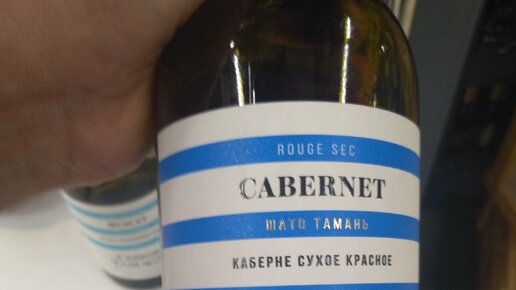 ROUGE SEC
CABERNET
ШАТО ТАМАНЬ
КАБЕРНЕ СУХОЕ КРАСНОЕ